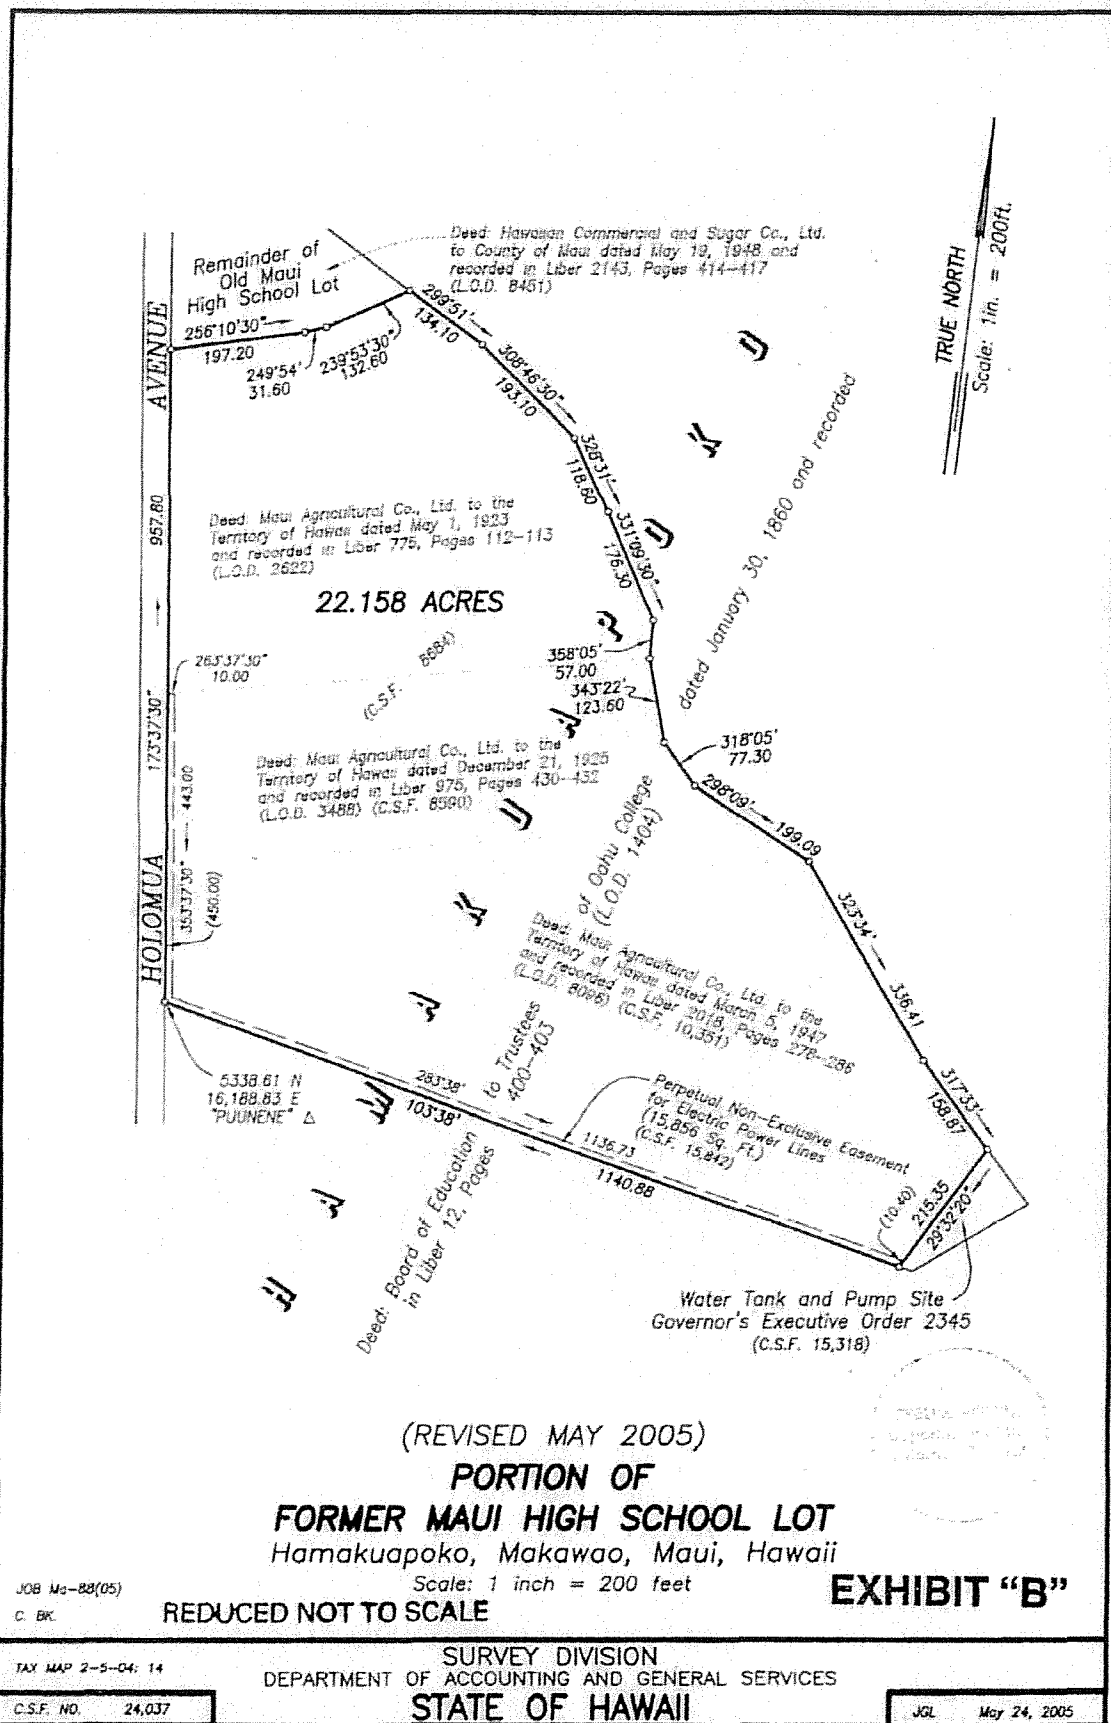 Deed: Hawaiian Commercial and Sugar Co., Ltd.
to County of Maui dated May 19, 1948 and
recorded in Liber 2143, Pages 414-417
(L.O.D. 8451)
Remainder of
Old Maui
High School Lot
TRUE NORTH
Scale: 1in. = 200ft.
256°10'30"
197.20
249°54'
31.60
239°53'30"
132.60
299°51'
134.10
308°46'30"
193.10
328°31'
118.60
331°09'30"
176.30
358°05'
57.00
343°22'
123.60
318°05'
77.30
298°09'
199.09
323°34'
336.41
317°33'
158.87
HOLOMUA AVENUE
173°37'30" 957.80
Deed: Maui Agricultural Co., Ltd. to the
Territory of Hawaii dated May 1, 1923
and recorded in Liber 775, Pages 112-113
(L.O.D. 2622)
22.158 ACRES
263°37'30"
10.00
(C.S.F. 8684)
353°37'30" 443.00
(450.00)
Deed: Maui Agricultural Co., Ltd. to the
Territory of Hawaii dated December 21, 1925
and recorded in Liber 975, Pages 430-432
(L.O.D. 3488) (C.S.F. 8590)
HAMAKUAPOKO
Deed: Board of Education to Trustees of Oahu College dated January 30, 1860 and recorded
in Liber 12, Pages 400-403 (L.O.D. 1404)
Deed: Maui Agricultural Co., Ltd. to the
Territory of Hawaii dated March 5, 1947
and recorded in Liber 2018, Pages 278-286
(L.O.D. 8096) (C.S.F. 10,351)
5338.61 N
16,188.83 E
"PUUNENE" Δ
283°38'
103°38'
1136.73
1140.88
Perpetual Non-Exclusive Easement
for Electric Power Lines
(15,856 Sq. Ft.)
(C.S.F. 15,842)
(10.40)
215.35
29°32'20"
Water Tank and Pump Site
Governor's Executive Order 2345
(C.S.F. 15,318)
(REVISED MAY 2005)
PORTION OF
FORMER MAUI HIGH SCHOOL LOT
Hamakuapoko, Makawao, Maui, Hawaii
Scale: 1 inch = 200 feet
JOB Ma-88(05)
C. BK.
REDUCED NOT TO SCALE
EXHIBIT “B”
TAX MAP 2-5-04: 14
C.S.F. NO. 24,037
SURVEY DIVISION
DEPARTMENT OF ACCOUNTING AND GENERAL SERVICES
STATE OF HAWAII
JGL May 24, 2005